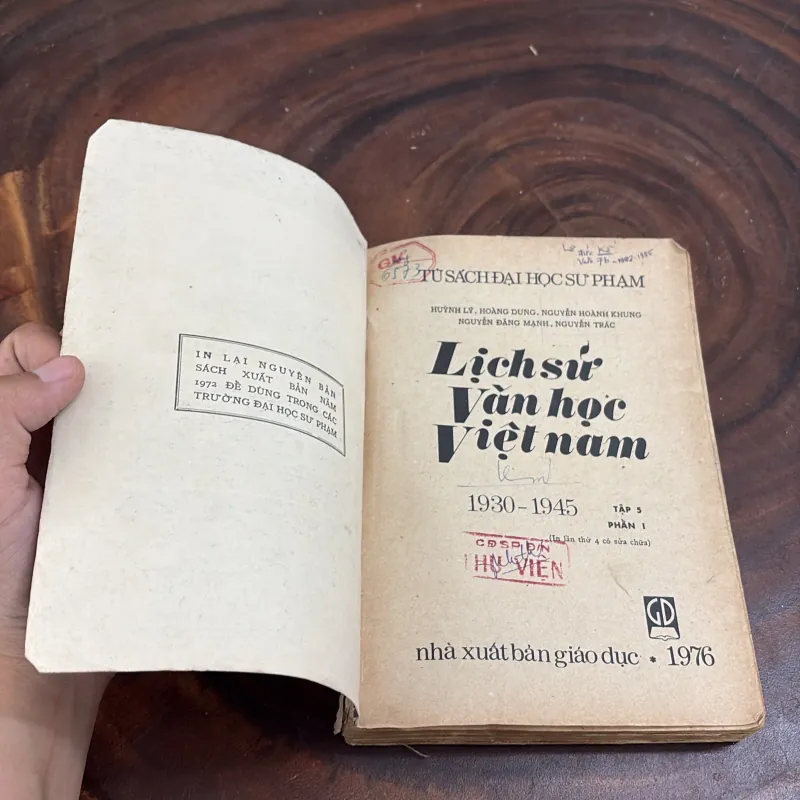 IN LẠI NGUYÊN BẢN
SÁCH XUẤT BẢN NĂM
1972 ĐỂ DÙNG TRONG CÁC
TRƯỜNG ĐẠI HỌC SƯ PHẠM
6573
TỦ SÁCH ĐẠI HỌC SƯ PHẠM
HUỲNH LÝ, HOÀNG DUNG, NGUYỄN HOÀNH KHUNG
NGUYỄN ĐĂNG MẠNH, NGUYỄN TRÁC
Lịch sử
Văn học
Việt nam
1930-1945 TẬP 5
PHẦN I
(In lần thứ 4 có sửa chữa)
CĐSP Đ/N
THƯ VIỆN
GD
nhà xuất bản giáo dục * 1976